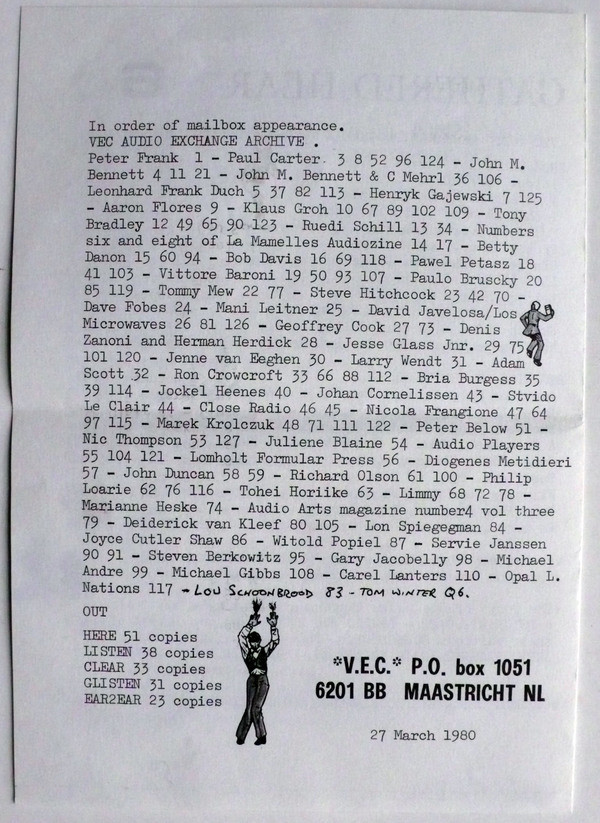 In order of mailbox appearance.
VEC AUDIO EXCHANGE ARCHIVE .
Peter Frank 1 - Paul Carter. 3 8 52 96 124 - John M.
Bennett 4 11 21 - John M. Bennett & C Mehrl 36 106 -
Leonhard Frank Duch 5 37 82 113 - Henryk Gajewski 7 125
- Aaron Flores 9 - Klaus Groh 10 67 89 102 109 - Tony
Bradley 12 49 65 90 123 - Ruedi Schill 13 34 - Numbers
six and eight of La Mamelles Audiozine 14 17 - Betty
Danon 15 60 94 - Bob Davis 16 69 118 - Pawel Petasz 18
41 103 - Vittore Baroni 19 50 93 107 - Paulo Bruscky 20
85 119 - Tommy Mew 22 77 - Steve Hitchcock 23 42 70 -
Dave Fobes 24 - Mani Leitner 25 - David Javelosa/Los
Microwaves 26 81 126 - Geoffrey Cook 27 73 - Denis
Zanoni and Herman Herdick 28 - Jesse Glass Jnr. 29 75
101 120 - Jenne van Eeghen 30 - Larry Wendt 31 - Adam
Scott 32 - Ron Crowcroft 33 66 88 112 - Bria Burgess 35
39 114 - Jockel Heenes 40 - Johan Cornelissen 43 - Stvido
Le Clair 44 - Close Radio 46 45 - Nicola Frangione 47 64
97 115 - Marek Krolczuk 48 71 111 122 - Peter Below 51 -
Nic Thompson 53 127 - Juliene Blaine 54 - Audio Players
55 104 121 - Lomholt Formular Press 56 - Diogenes Metidieri
57 - John Duncan 58 59 - Richard Olson 61 100 - Philip
Loarie 62 76 116 - Tohei Horiike 63 - Limmy 68 72 78 -
Marianne Heske 74 - Audio Arts magazine number4 vol three
79 - Deiderick van Kleef 80 105 - Lon Spiegegman 84 -
Joyce Cutler Shaw 86 - Witold Popiel 87 - Servie Janssen
90 91 - Steven Berkowitz 95 - Gary Jacobelly 98 - Michael
Andre 99 - Michael Gibbs 108 - Carel Lanters 110 - Opal L.
Nations 117 - LOU SCHOONBROOD 83 - TOM WINTER Q6.
OUT
HERE 51 copies
LISTEN 38 copies
CLEAR 33 copies
GLISTEN 31 copies
EAR2EAR 23 copies
*V.E.C.* P.O. box 1051
6201 BB MAASTRICHT NL
27 March 1980